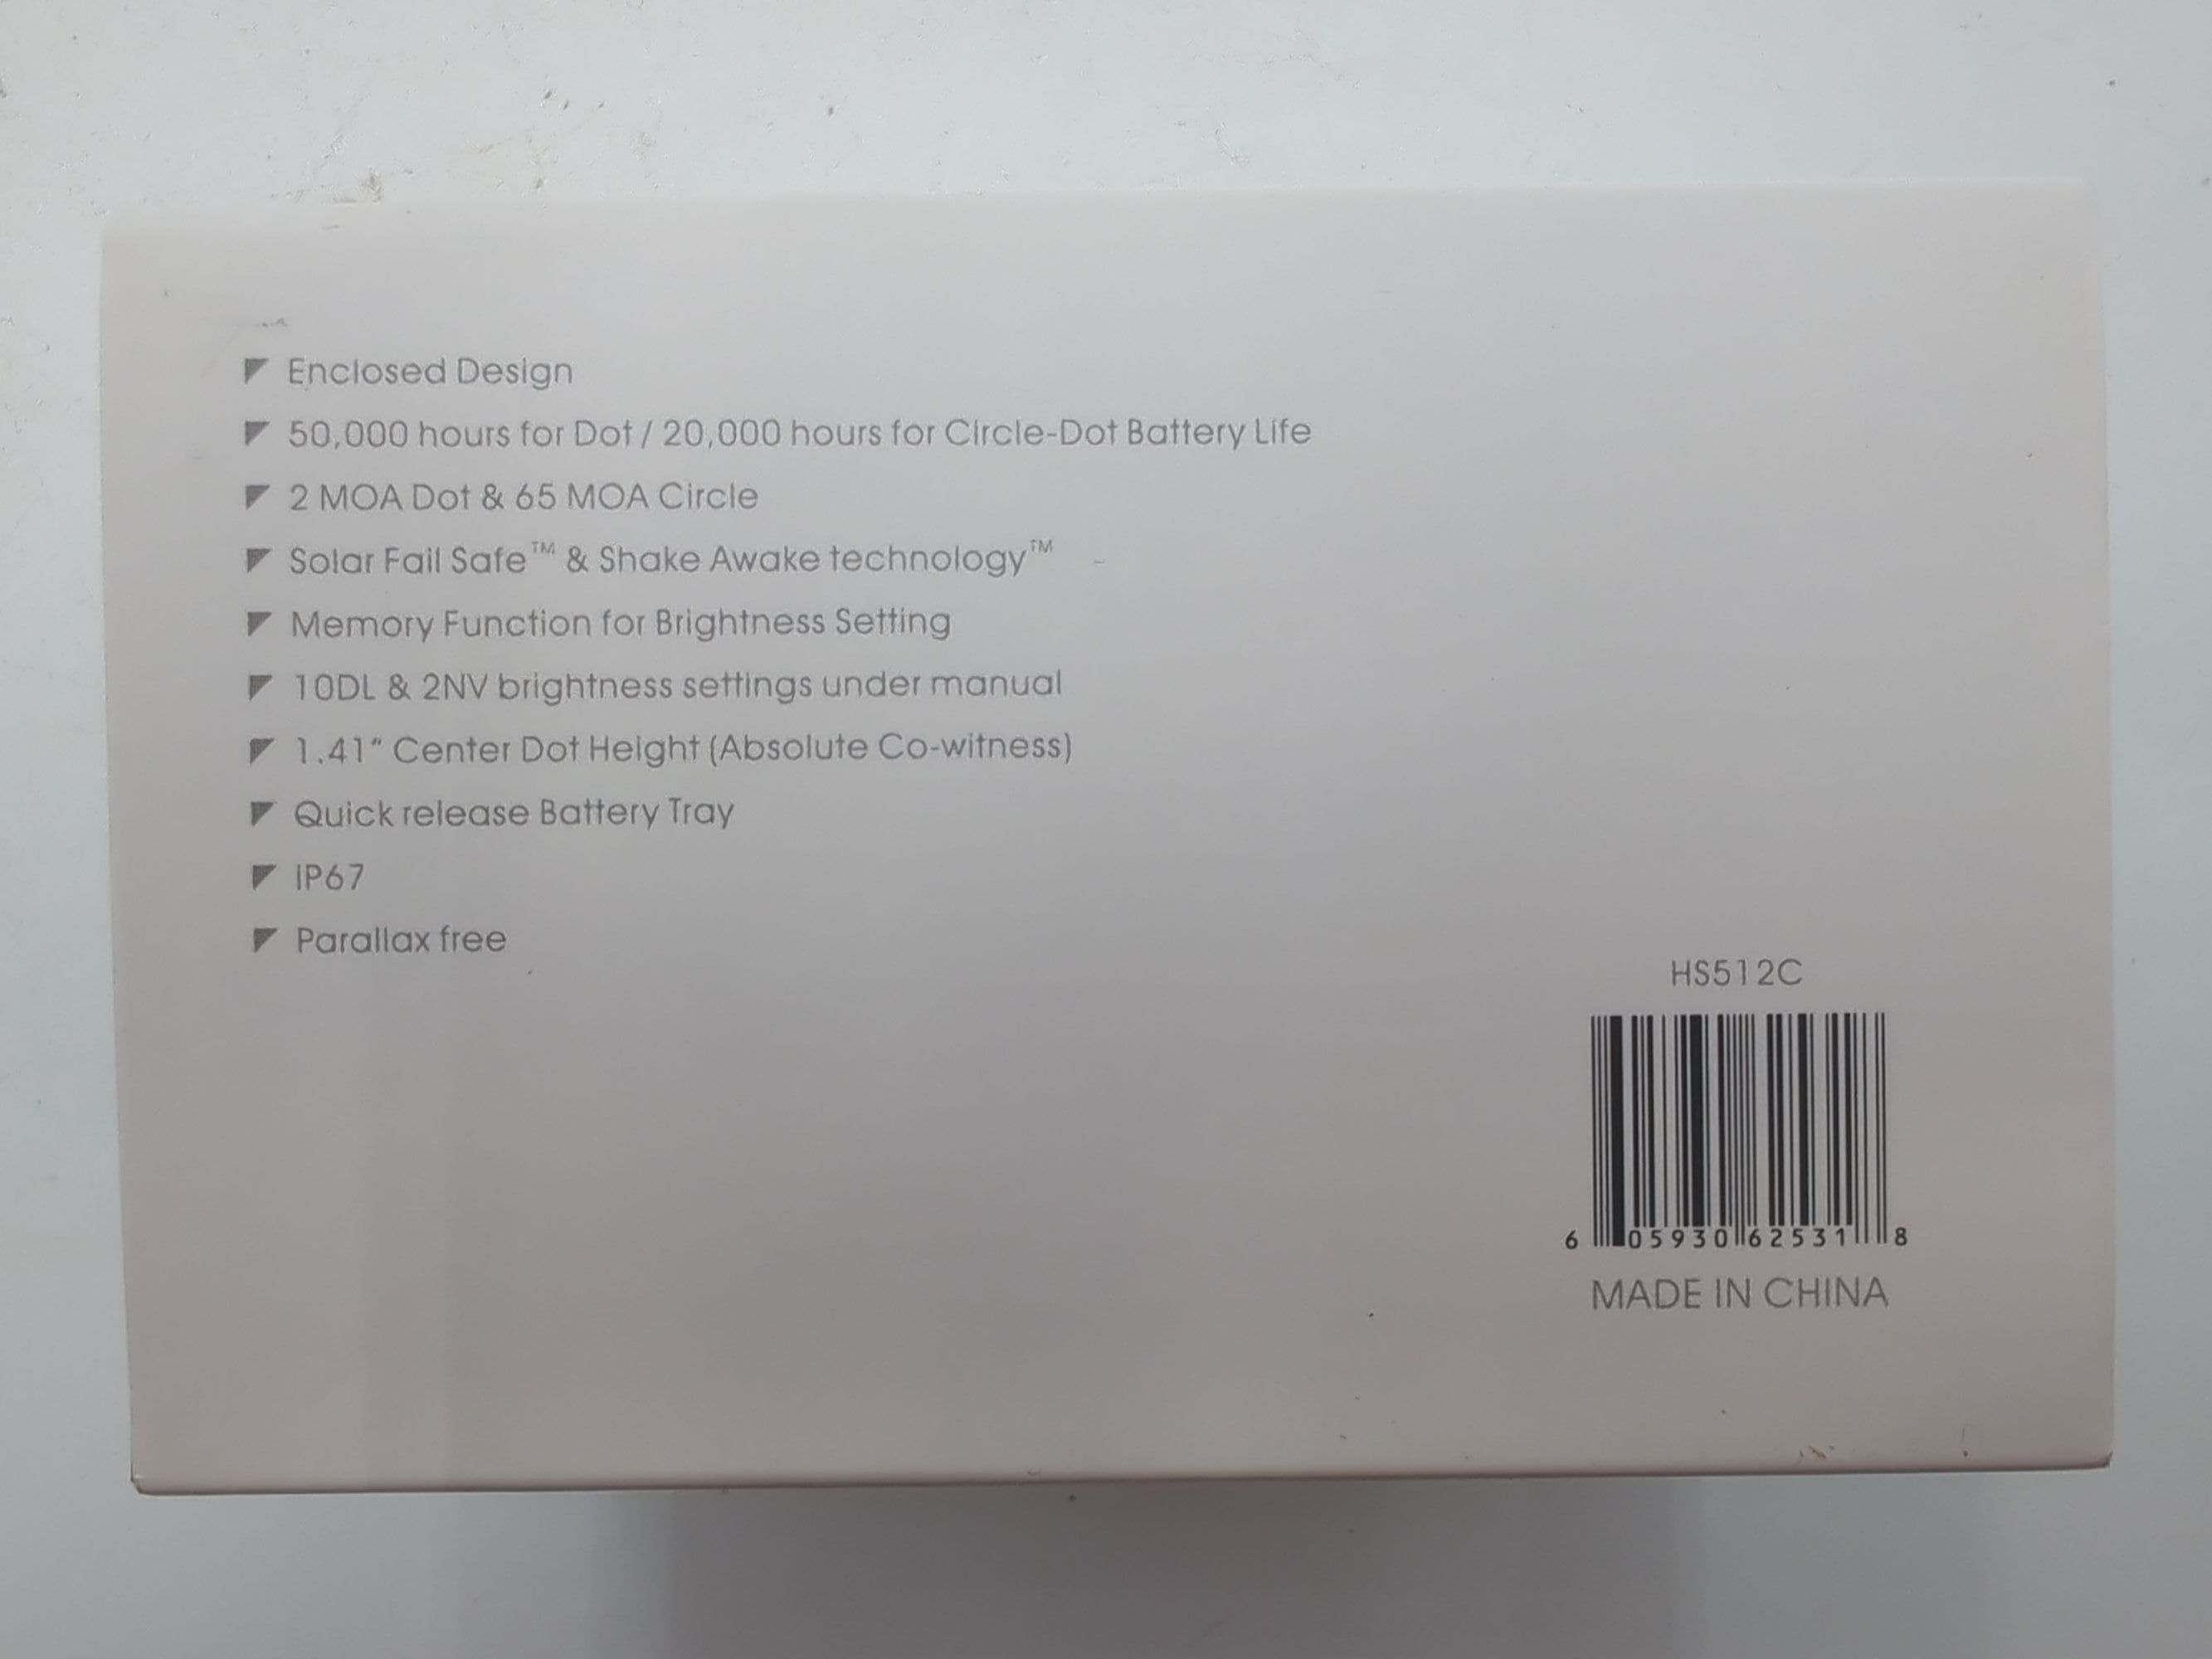 Enclosed Design
50,000 hours for Dot / 20,000 hours for Circle-Dot Battery Life
2 MOA Dot & 65 MOA Circle
Solar Fail Safe™ & Shake Awake technology™
Memory Function for Brightness Setting
10DL & 2NV brightness settings under manual
1.41” Center Dot Height (Absolute Co-witness)
Quick release Battery Tray
IP67
Parallax free
HS512C
6 05930 62531 8
MADE IN CHINA